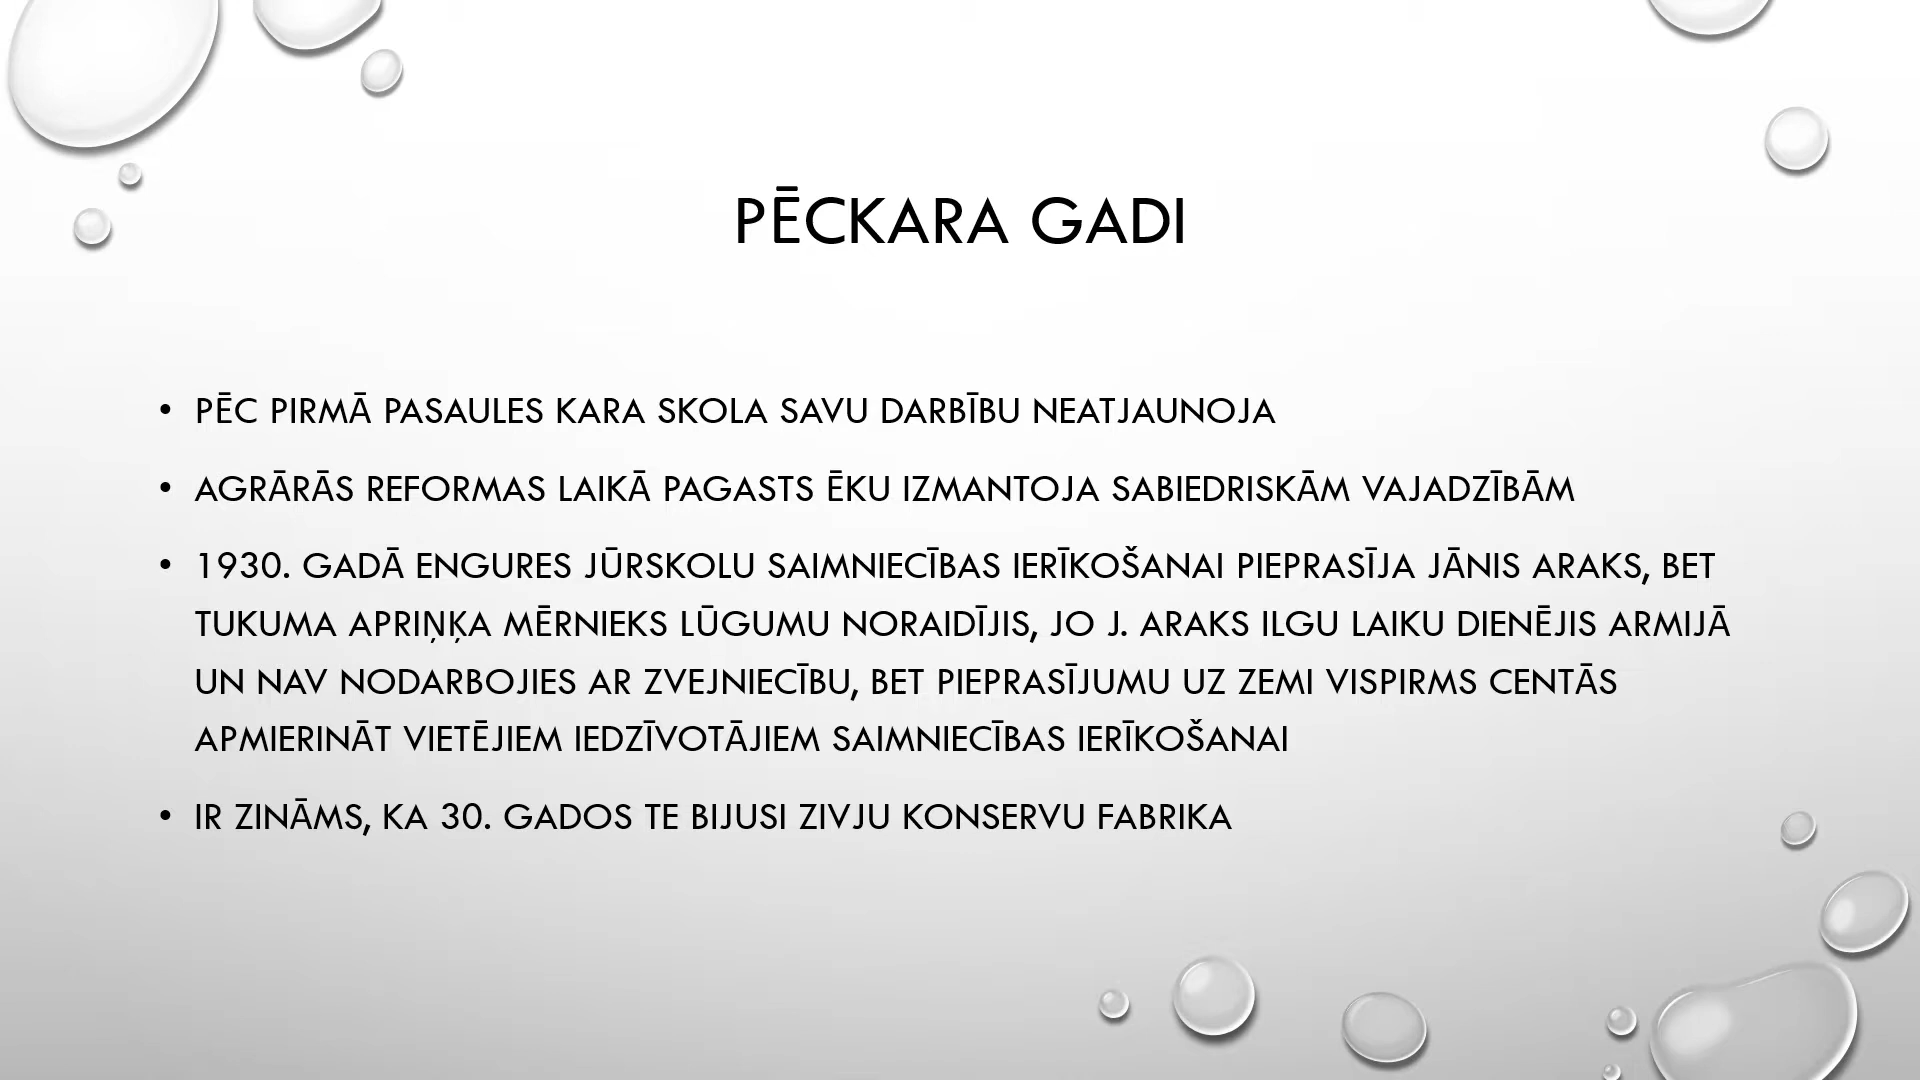 PĒCKARA GADI
• PĒC PIRMĀ PASAULES KARA SKOLA SAVU DARBĪBU NEATJAUNOJA
• AGRĀRĀS REFORMAS LAIKĀ PAGASTS ĒKU IZMANTOJA SABIEDRISKĀM VAJADZĪBĀM
• 1930. GADĀ ENGURES JŪRSKOLU SAIMNIECĪBAS IERĪKOŠANAI PIEPRASĪJA JĀNIS ARAKS, BET
TUKUMA APRIŅĶA MĒRNIEKS LŪGUMU NORAIDĪJIS, JO J. ARAKS ILGU LAIKU DIENĒJIS ARMIJĀ
UN NAV NODARBOJIES AR ZVEJNIECĪBU, BET PIEPRASĪJUMU UZ ZEMI VISPIRMS CENTĀS
APMIERINĀT VIETĒJIEM IEDZĪVOTĀJIEM SAIMNIECĪBAS IERĪKOŠANAI
• IR ZINĀMS, KA 30. GADOS TE BIJUSI ZIVJU KONSERVU FABRIKA